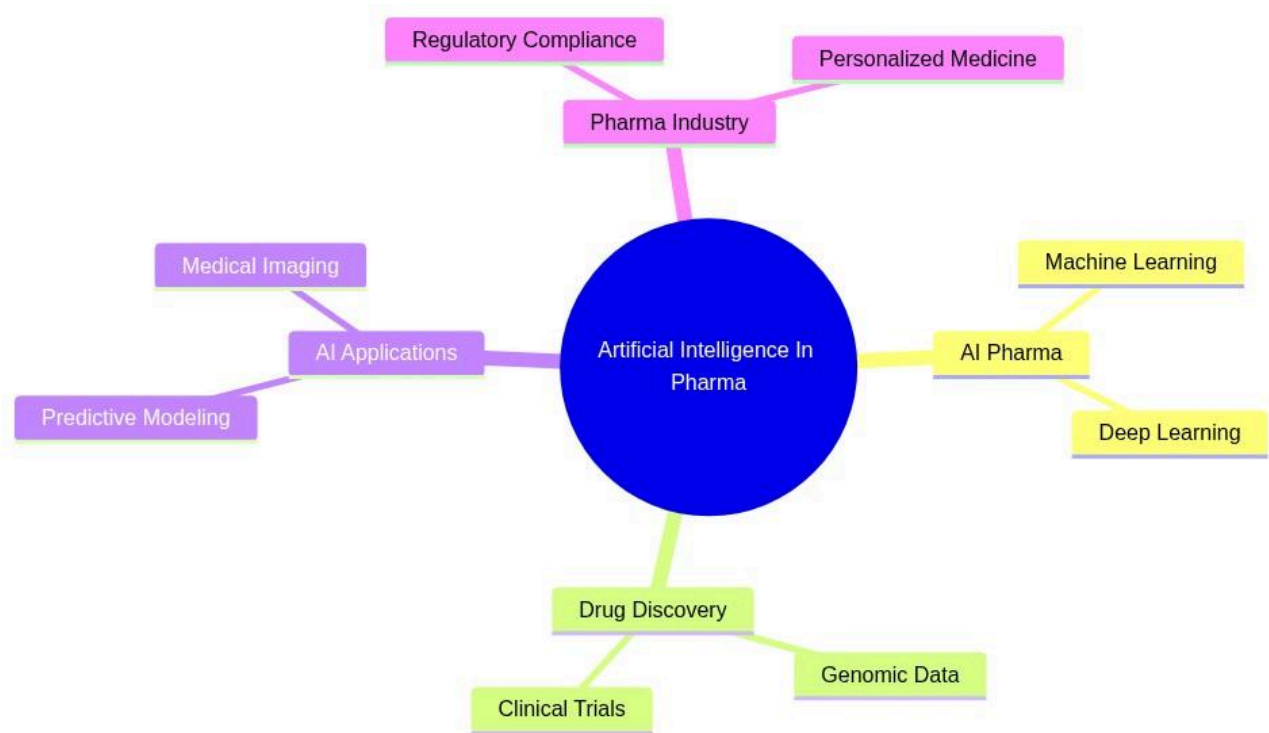 Regulatory Compliance
Personalized Medicine
Pharma Industry
Medical Imaging
Machine Learning
AI Applications
Artificial Intelligence In
Pharma
AI Pharma
Predictive Modeling
Deep Learning
Drug Discovery
Genomic Data
Clinical Trials